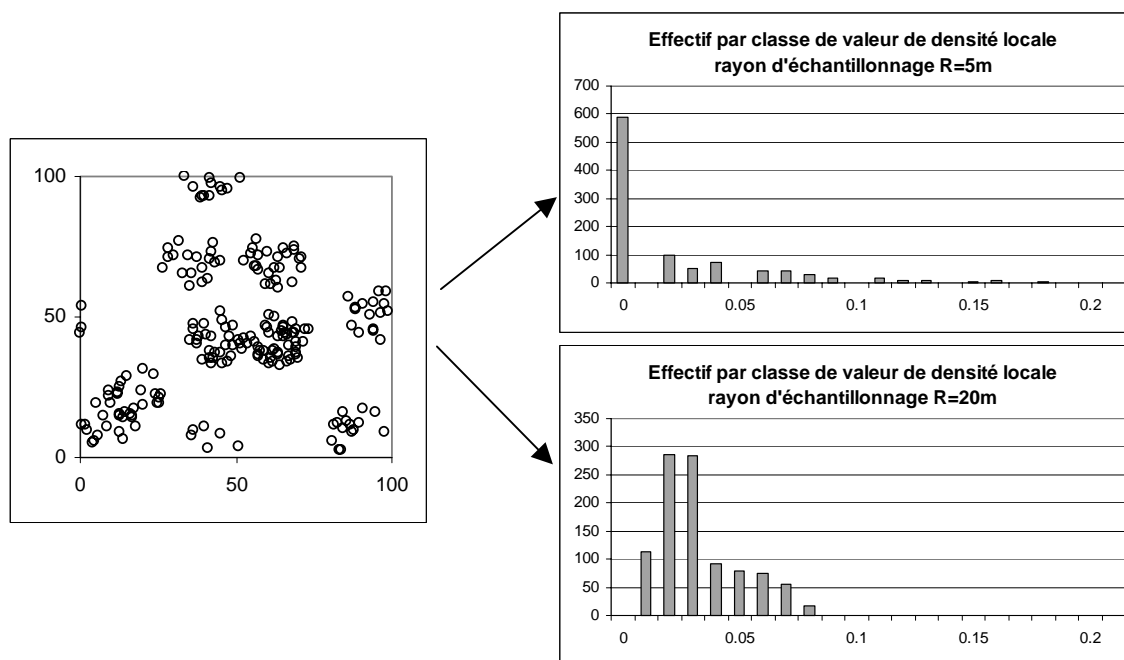 100
50
0
0 50 100
Effectif par classe de valeur de densité locale
rayon d'échantillonnage R=5m
700
600
500
400
300
200
100
0
0 0.05 0.1 0.15 0.2
Effectif par classe de valeur de densité locale
rayon d'échantillonnage R=20m
350
300
250
200
150
100
50
0
0 0.05 0.1 0.15 0.2